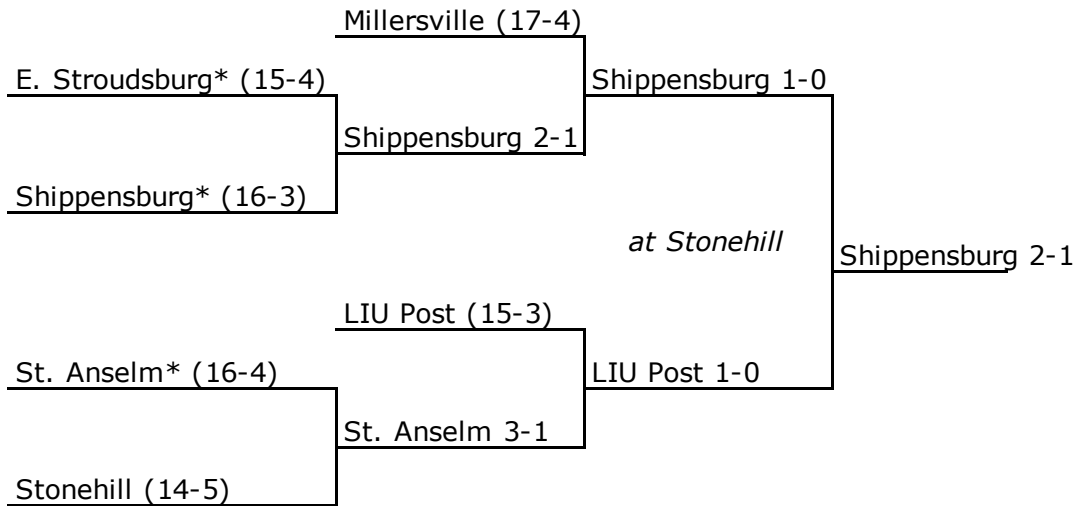 Millersville (17-4)
E. Stroudsburg* (15-4)
Shippensburg 1-0
Shippensburg 2-1
Shippensburg* (16-3)
at Stonehill
Shippensburg 2-1
LIU Post (15-3)
St. Anselm* (16-4)
LIU Post 1-0
St. Anselm 3-1
Stonehill (14-5)